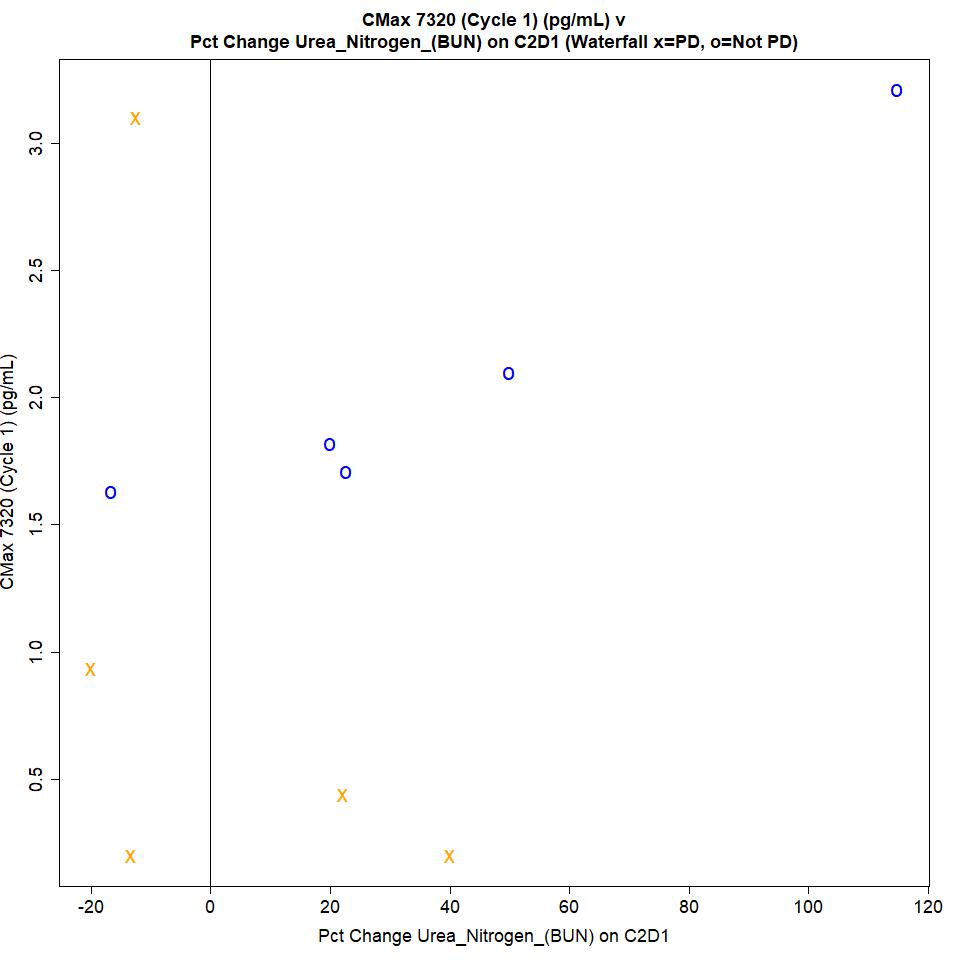 CMax 7320 (Cycle 1) (pg/mL) v
Pct Change Urea_Nitrogen_(BUN) on C2D1 (Waterfall x=PD, o=Not PD)
CMax 7320 (Cycle 1) (pg/mL)
3.0
2.5
2.0
1.5
1.0
0.5
X
O
O
O
O
O
X
X
X
X
-20 0 20 40 60 80 100 120
Pct Change Urea_Nitrogen_(BUN) on C2D1